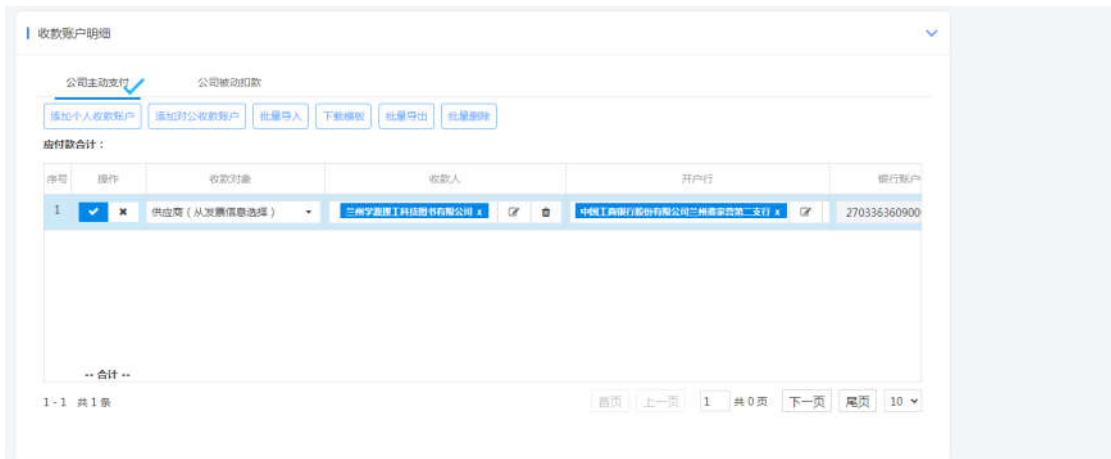 收款账户明细
公司主动支付 公司被动扣款
添加个人收款账户 添加对公收款账户 批量导入 下载模板 批量导出 批量删除
应付款合计：
序号 操作 收款对象 收款人 开户行 银行账户
1 供应商（从发票信息选择） 兰州学源理工科技图书有限公司 x 中国工商银行股份有限公司兰州 支行 x 270336360900
-- 合计 --
1 - 1 共 1 条 首页 上一页 1 共 0 页 下一页 尾页 10